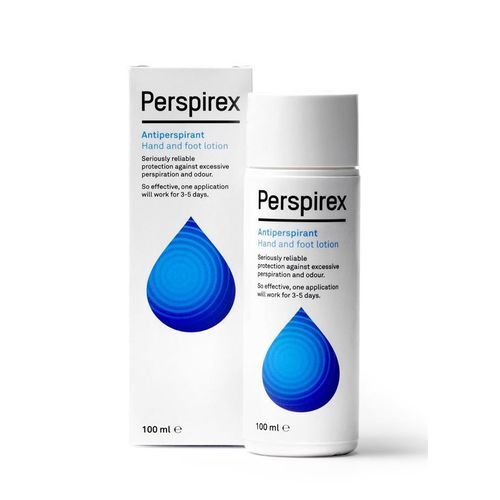 Perspirex
Antiperspirant
Hand and foot lotion
Seriously reliable
protection against excessive
perspiration and odour.
So effective, one application
will work for 3-5 days.
100 ml ℮
Perspirex
Antiperspirant
Hand and foot lotion
Seriously reliable
protection against excessive
perspiration and odour.
So effective, one application
will work for 3-5 days.
100 ml ℮